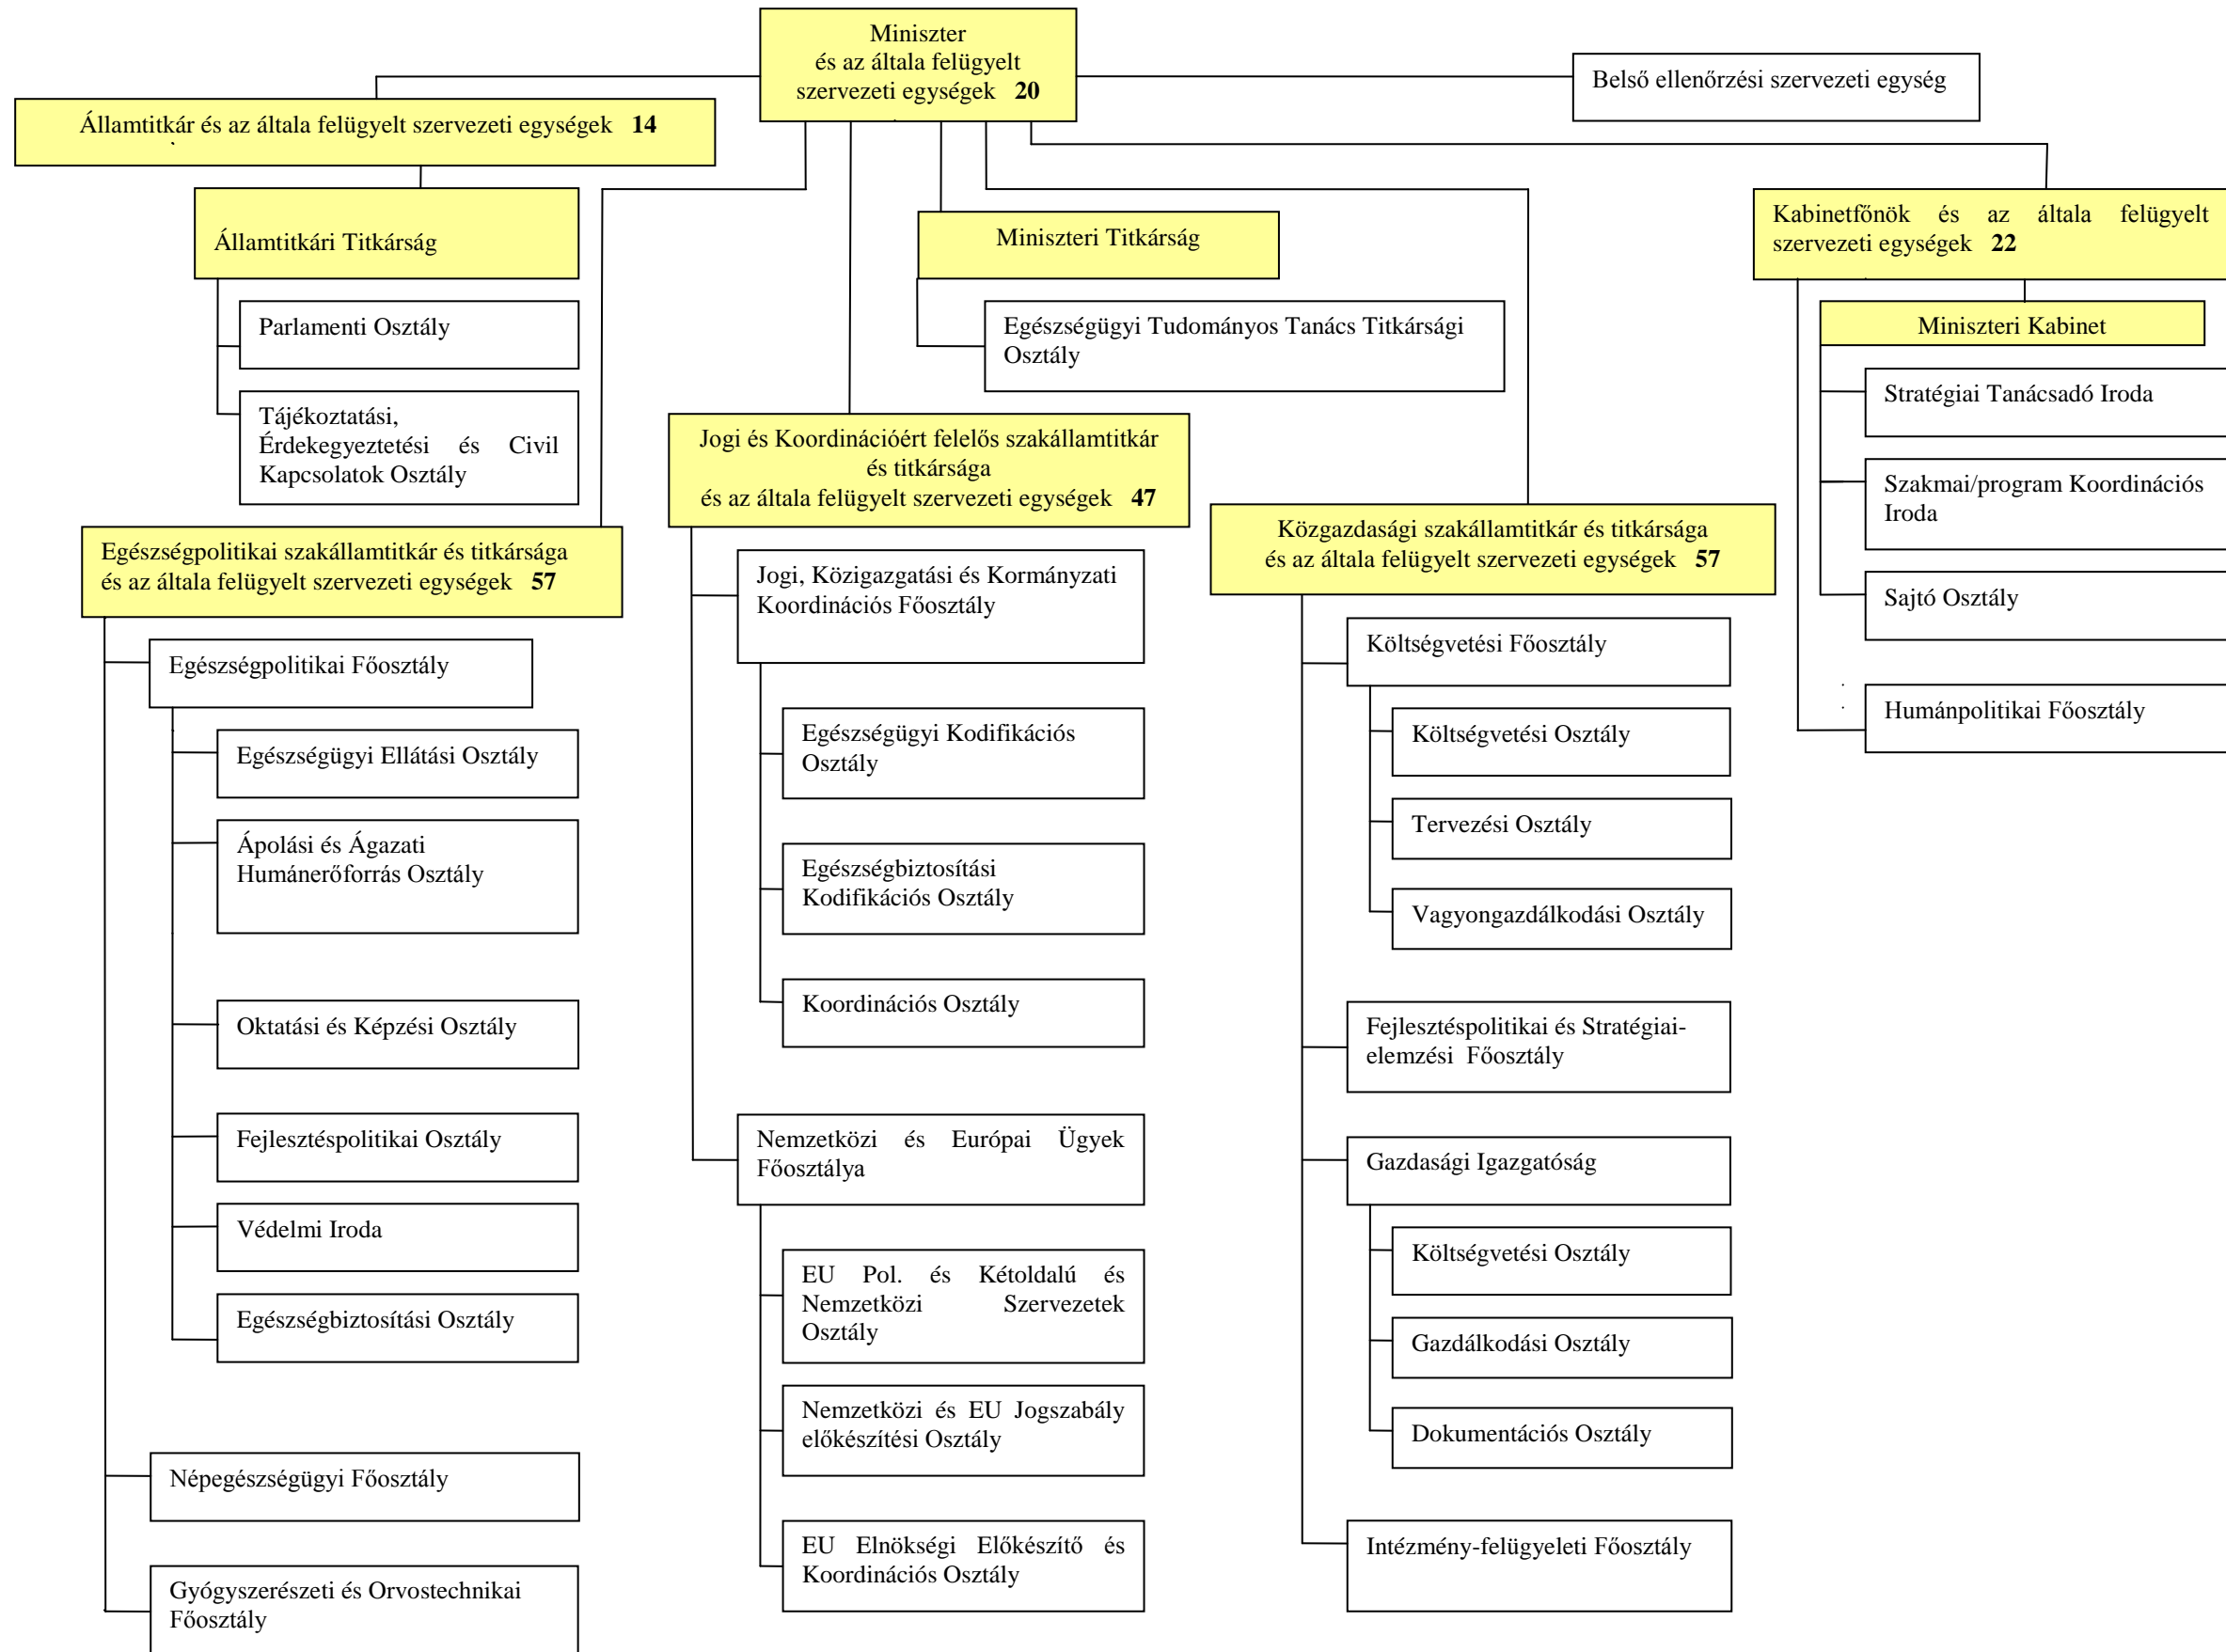 Miniszter
és az általa felügyelt
szervezeti egységek 20
Belső ellenőrzési szervezeti egység
Államtitkár és az általa felügyelt szervezeti egységek 14
Államtitkári Titkárság
Parlamenti Osztály
Tájékoztatási,
Érdekegyeztetési és Civil
Kapcsolatok Osztály
Miniszteri Titkárság
Egészségügyi Tudományos Tanács Titkársági
Osztály
Kabinetfőnök és az általa felügyelt
szervezeti egységek 22
Miniszteri Kabinet
Stratégiai Tanácsadó Iroda
Szakmai/program Koordinációs
Iroda
Sajtó Osztály
Humánpolitikai Főosztály
Egészségpolitikai szakállamtitkár és titkársága
és az általa felügyelt szervezeti egységek 57
Egészségpolitikai Főosztály
Egészségügyi Ellátási Osztály
Ápolási és Ágazati
Humánerőforrás Osztály
Oktatási és Képzési Osztály
Fejlesztéspolitikai Osztály
Védelmi Iroda
Egészségbiztosítási Osztály
Népegészségügyi Főosztály
Gyógyszerészeti és Orvostechnikai
Főosztály
Jogi és Koordinációért felelős szakállamtitkár
és titkársága
és az általa felügyelt szervezeti egységek 47
Jogi, Közigazgatási és Kormányzati
Koordinációs Főosztály
Egészségügyi Kodifikációs
Osztály
Egészségbiztosítási
Kodifikációs Osztály
Koordinációs Osztály
Nemzetközi és Európai Ügyek
Főosztálya
EU Pol. és Kétoldalú és
Nemzetközi Szervezetek
Osztály
Nemzetközi és EU Jogszabály
előkészítési Osztály
EU Elnökségi Előkészítő és
Koordinációs Osztály
Közgazdasági szakállamtitkár és titkársága
és az általa felügyelt szervezeti egységek 57
Költségvetési Főosztály
Költségvetési Osztály
Tervezési Osztály
Vagyongazdálkodási Osztály
Fejlesztéspolitikai és Stratégiai-
elemzési Főosztály
Gazdasági Igazgatóság
Költségvetési Osztály
Gazdálkodási Osztály
Dokumentációs Osztály
Intézmény-felügyeleti Főosztály